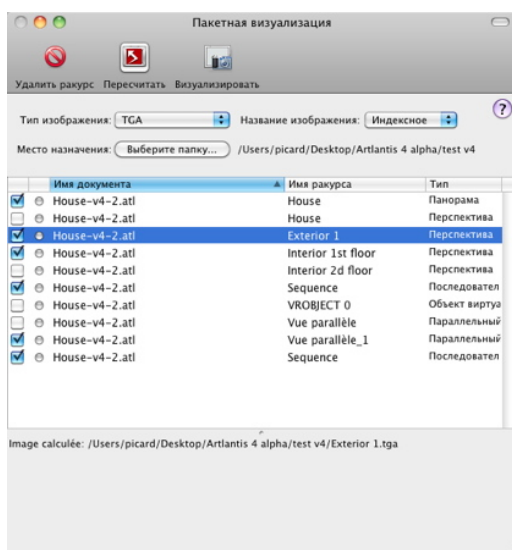 Пакетная визуализация
Удалить ракурс Пересчитать Визуализировать
Тип изображения: TGA Название изображения: Индексное ?
Место назначения: Выберите папку... /Users/picard/Desktop/Artlantis 4 alpha/test v4
Имя документа Имя ракурса Тип
House-v4-2.atl House Панорама
House-v4-2.atl House Перспектива
House-v4-2.atl Exterior 1 Перспектива
House-v4-2.atl Interior 1st floor Перспектива
House-v4-2.atl Interior 2d floor Перспектива
House-v4-2.atl Sequence Последовател
House-v4-2.atl VROBJECT 0 Объект виртуа
House-v4-2.atl Vue parallèle Параллельный
House-v4-2.atl Vue parallèle_1 Параллельный
House-v4-2.atl Sequence Последовател
Image calculée: /Users/picard/Desktop/Artlantis 4 alpha/test v4/Exterior 1.tga